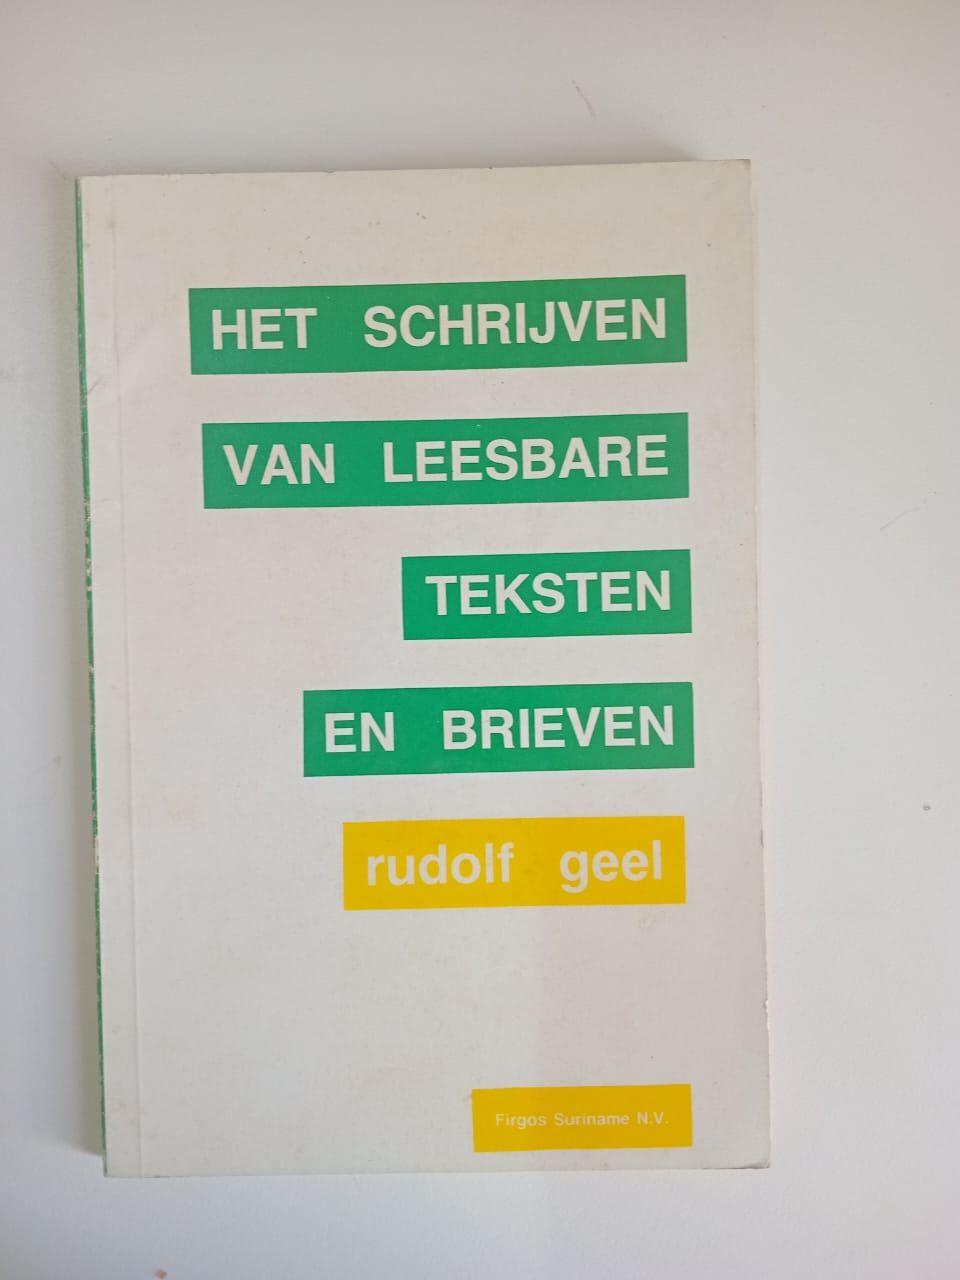 HET SCHRIJVEN
VAN LEESBARE
TEKSTEN
EN BRIEVEN
rudolf geel
Firgos Suriname N.V.